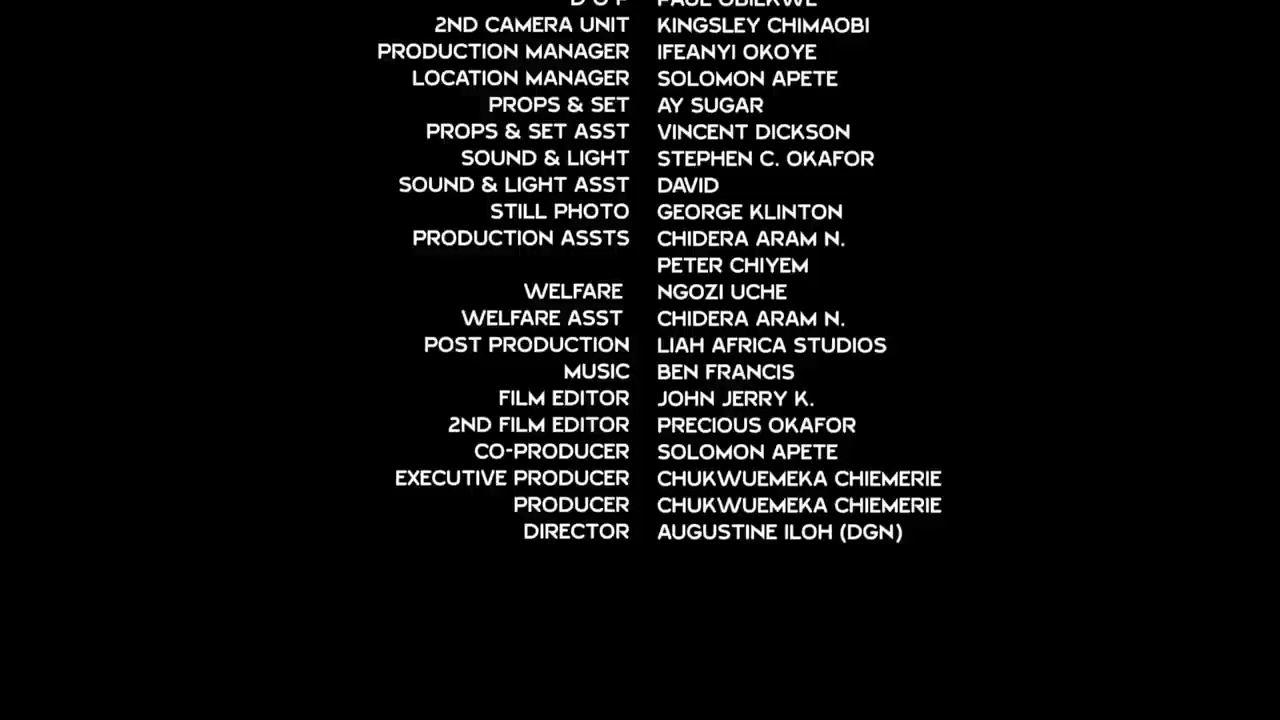 D O P PAUL OBIEKWE
2ND CAMERA UNIT KINGSLEY CHIMAOBI
PRODUCTION MANAGER IFEANYI OKOYE
LOCATION MANAGER SOLOMON APETE
PROPS & SET AY SUGAR
PROPS & SET ASST VINCENT DICKSON
SOUND & LIGHT STEPHEN C. OKAFOR
SOUND & LIGHT ASST DAVID
STILL PHOTO GEORGE KLINTON
PRODUCTION ASSTS CHIDERA ARAM N.
PETER CHIYEM
WELFARE NGOZI UCHE
WELFARE ASST CHIDERA ARAM N.
POST PRODUCTION LIAH AFRICA STUDIOS
MUSIC BEN FRANCIS
FILM EDITOR JOHN JERRY K.
2ND FILM EDITOR PRECIOUS OKAFOR
CO-PRODUCER SOLOMON APETE
EXECUTIVE PRODUCER CHUKWUEMEKA CHIEMERIE
PRODUCER CHUKWUEMEKA CHIEMERIE
DIRECTOR AUGUSTINE ILOH (DGN)